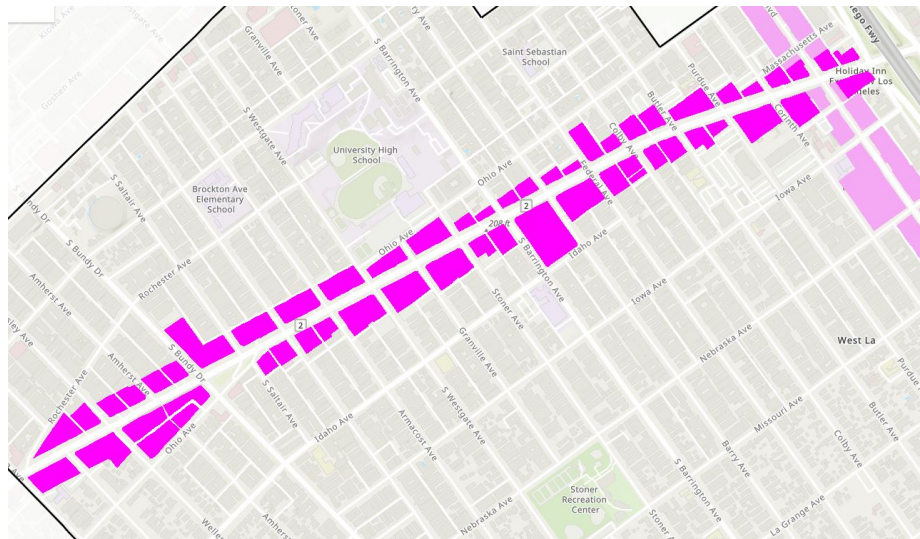 Granville Ave
Stoner Ave
S Barrington Ave
Saint Sebastian
School
Massachusetts Ave
Holiday Inn
S Westgate Ave
University High
School
Purdue Ave
Butler Ave
Colby Ave
Corinth Ave
Ohio Ave
Federal Ave
Iowa Ave
Brockton Ave
Elementary
School
S Saltair Ave
S Bundy Dr
2
208 ft
Ohio Ave
Idaho Ave
S Barrington Ave
Rochester Ave
Amherst Ave
Iowa Ave
Stoner Ave
2
Granville Ave
Nebraska Ave
West La
S Bundy Dr
Amherst Ave
Rochester Ave
S Saltair Ave
S Westgate Ave
Idaho Ave
Armacost Ave
Ohio Ave
Missouri Ave
Butler Ave
Colby Ave
Barry Ave
S Barrington Ave
Stoner
Recreation
Center
Nebraska Ave
La Grange Ave